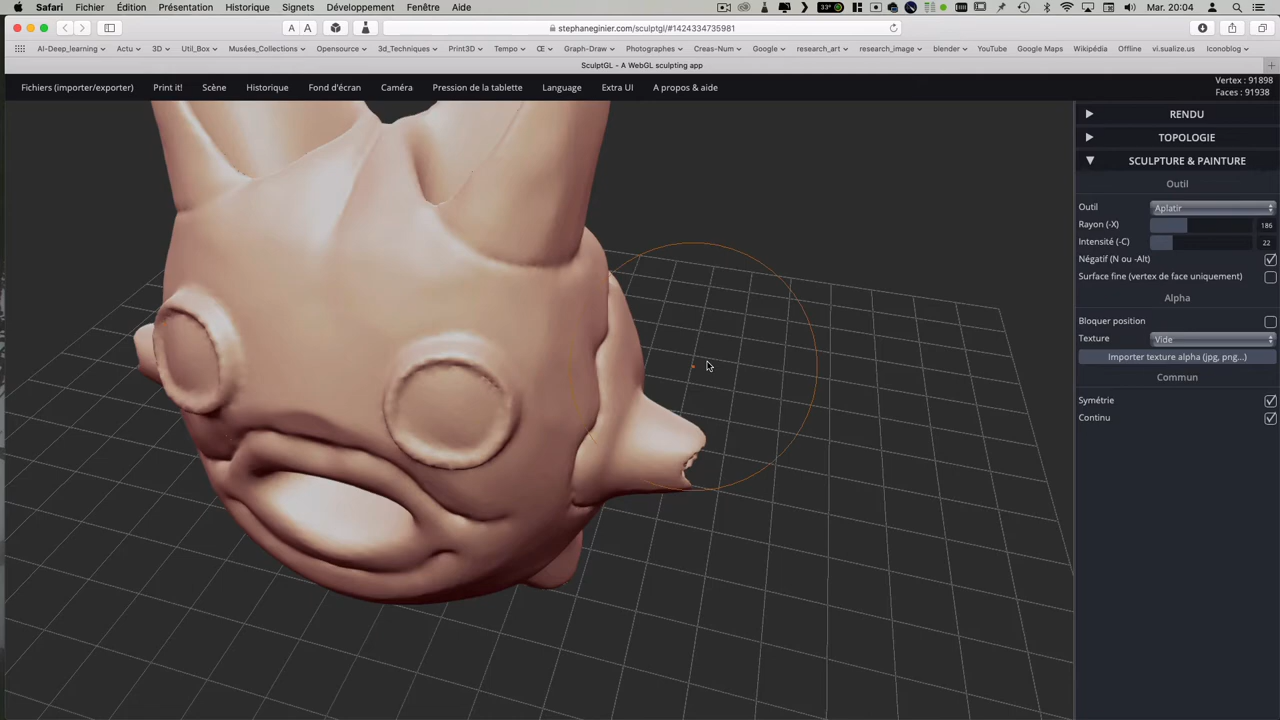 Safari Fichier Édition Présentation Historique Signets Développement Fenêtre Aide 33° Mar. 20:04
A A stephaneginier.com/sculptgl/#1424334735981
AI-Deep_learning Actu 3D Util_Box Musées_Collections Opensource 3d_Techniques Print3D Tempo Œ Graph-Draw Photographes Creas-Num Google research_art research_image blender YouTube Google Maps Wikipédia Offline vi.sualize.us Iconoblog
SculptGL - A WebGL sculpting app
Fichiers (importer/exporter) Print it! Scène Historique Fond d'écran Caméra Pression de la tablette Language Extra UI A propos & aide
Vertex : 91898
Faces : 91938
RENDU
TOPOLOGIE
SCULPTURE & PAINTURE
Outil
Outil Aplatir
Rayon (-X) 186
Intensité (-C) 22
Négatif (N ou -Alt)
Surface fine (vertex de face uniquement)
Alpha
Bloquer position
Texture Vide
Importer texture alpha (jpg, png...)
Commun
Symétrie
Continu